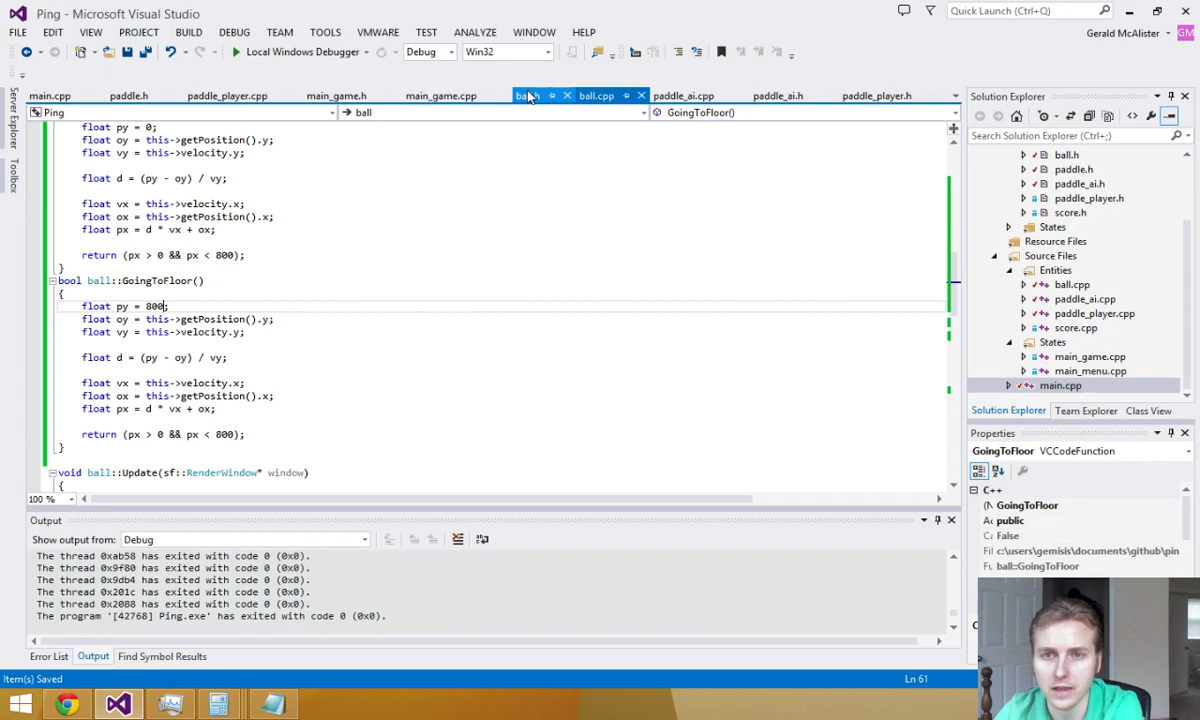 Ping - Microsoft Visual Studio
Quick Launch (Ctrl+Q)
FILE EDIT VIEW PROJECT BUILD DEBUG TEAM TOOLS VMWARE TEST ANALYZE WINDOW HELP
Gerald McAlister GM
Local Windows Debugger Debug Win32
main.cpp paddle.h paddle_player.cpp main_game.h main_game.cpp ball.cpp paddle_ai.cpp paddle_ai.h paddle_player.h
Ping ball GoingToFloor()
Server Explorer
Toolbox
float py = 0;
float oy = this->getPosition().y;
float vy = this->velocity.y;
float d = (py - oy) / vy;
float vx = this->velocity.x;
float ox = this->getPosition().x;
float px = d * vx + ox;
return (px > 0 && px < 800);
}
bool ball::GoingToFloor()
{
float py = 800;
float oy = this->getPosition().y;
float vy = this->velocity.y;
float d = (py - oy) / vy;
float vx = this->velocity.x;
float ox = this->getPosition().x;
float px = d * vx + ox;
return (px > 0 && px < 800);
}
void ball::Update(sf::RenderWindow* window)
{
100 %
Output
Show output from: Debug
The thread 0xab58 has exited with code 0 (0x0).
The thread 0x9f80 has exited with code 0 (0x0).
The thread 0x9db4 has exited with code 0 (0x0).
The thread 0x201c has exited with code 0 (0x0).
The thread 0x2088 has exited with code 0 (0x0).
The program '[42768] Ping.exe' has exited with code 0 (0x0).
Error List Output Find Symbol Results
Item(s) Saved
Ln 61
Solution Explorer
Search Solution Explorer (Ctrl+;)
ball.h
paddle.h
paddle_ai.h
paddle_player.h
score.h
States
Resource Files
Source Files
Entities
ball.cpp
paddle_ai.cpp
paddle_player.cpp
score.cpp
States
main_game.cpp
main_menu.cpp
main.cpp
Solution Explorer Team Explorer Class View
Properties
GoingToFloor VCCodeFunction
C++
(N GoingToFloor
Ac public
Ca False
Fil c:\users\gemisis\documents\github\pin
Fu ball::GoingToFloor